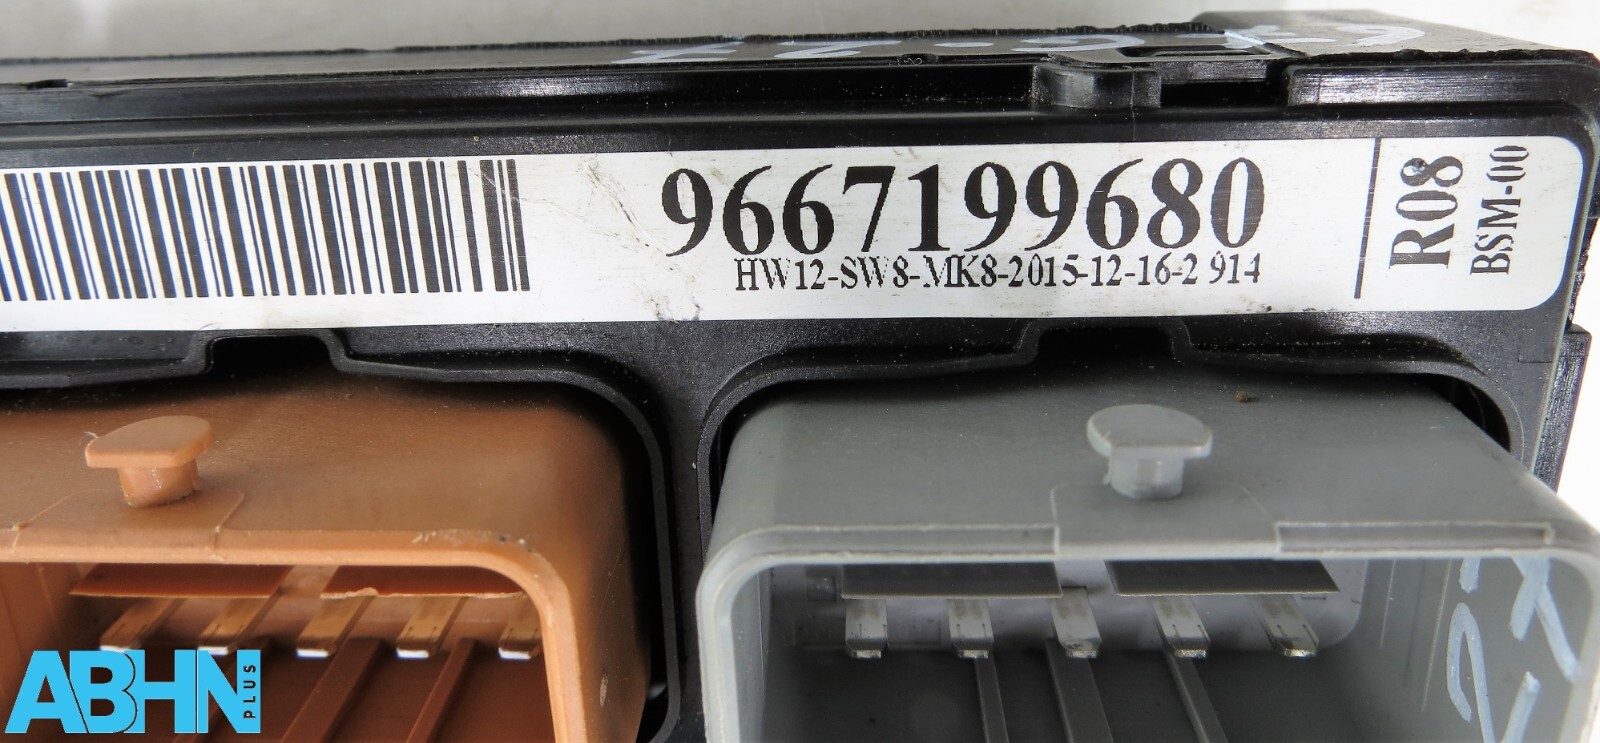 9667199680
HW12-SW8-MK8-2015-12-16-2 914
R08
BSM-00
ABHN
PLUS